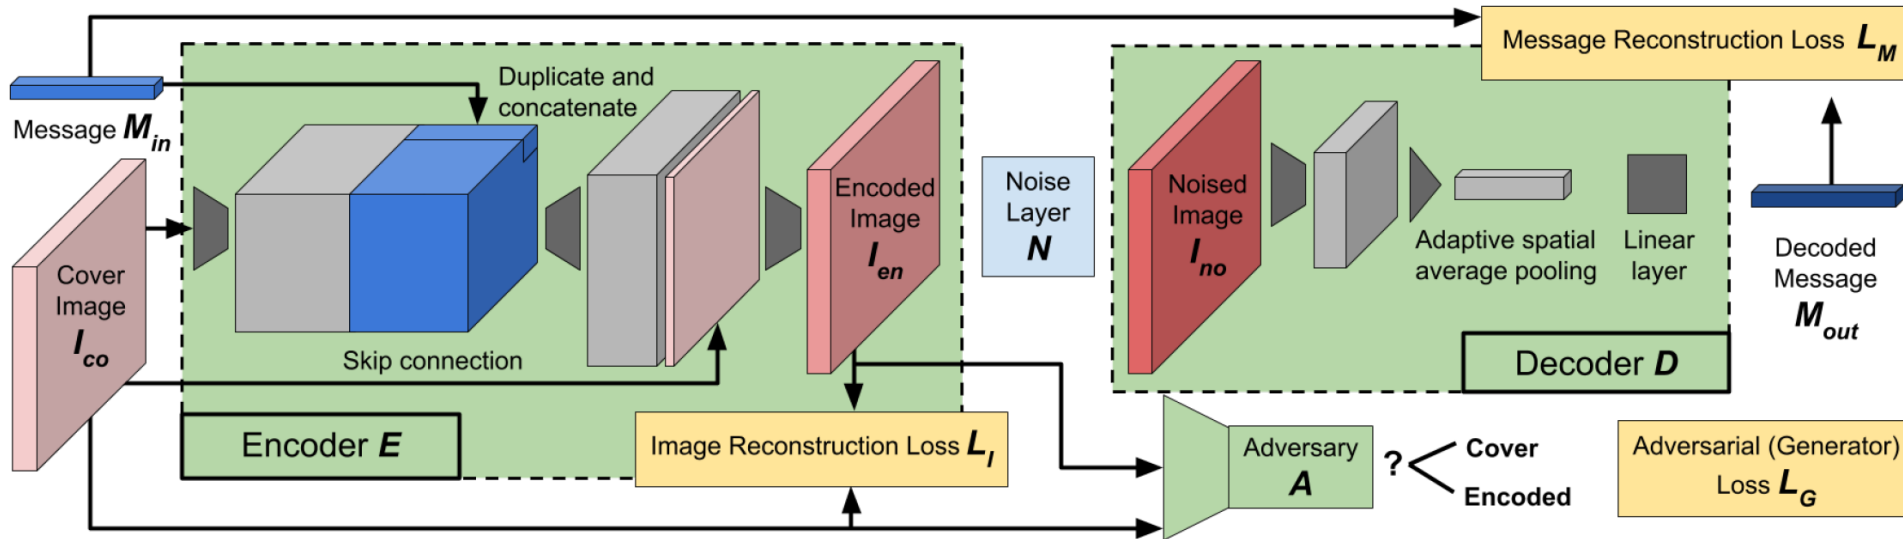 Message M_in
Cover
Image
I_co
Duplicate and
concatenate
Skip connection
Encoded
Image
I_en
Encoder E
Image Reconstruction Loss L_I
Noise
Layer
N
Noised
Image
I_no
Adaptive spatial
average pooling
Linear
layer
Decoder D
Message Reconstruction Loss L_M
Decoded
Message
M_out
Adversary
A
?
Cover
Encoded
Adversarial (Generator)
Loss L_G